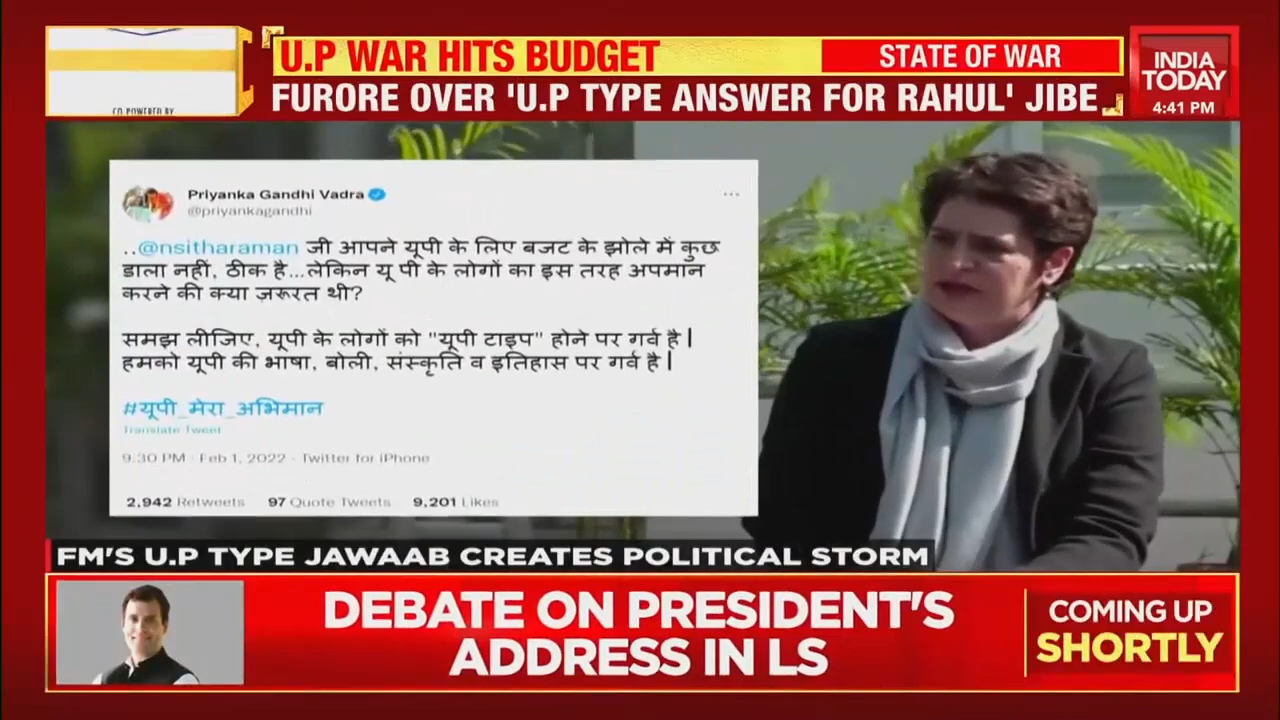 U.P WAR HITS BUDGET
STATE OF WAR
INDIA
TODAY
4:41 PM
FURORE OVER 'U.P TYPE ANSWER FOR RAHUL' JIBE
CO-POWERED BY
Priyanka Gandhi Vadra
@priyankagandhi
..@nsitharaman जी आपने यूपी के लिए बजट के झोले में कुछ
डाला नहीं, ठीक है...लेकिन यू पी के लोगों का इस तरह अपमान
करने की क्या ज़रूरत थी?
समझ लीजिए, यूपी के लोगों को "यूपी टाइप" होने पर गर्व है|
हमको यूपी की भाषा, बोली, संस्कृति व इतिहास पर गर्व है|
#यूपी_मेरा_अभिमान
Translate Tweet
9:30 PM · Feb 1, 2022 · Twitter for iPhone
2,942 Retweets 97 Quote Tweets 9,201 Likes
FM'S U.P TYPE JAWAAB CREATES POLITICAL STORM
DEBATE ON PRESIDENT'S
ADDRESS IN LS
COMING UP
SHORTLY